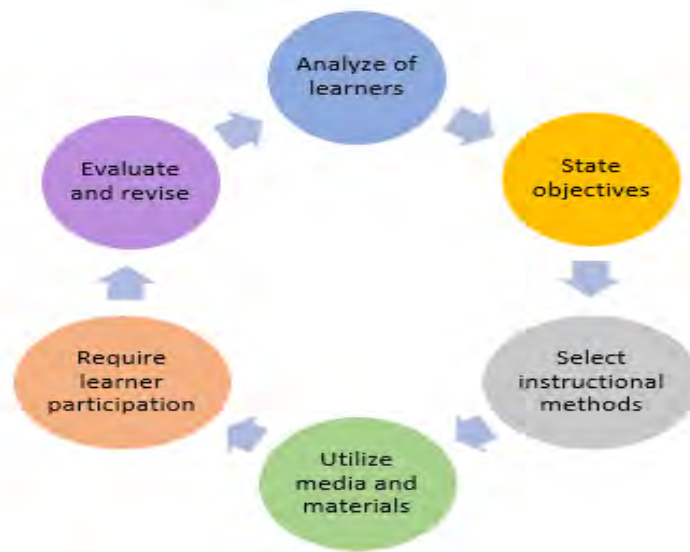 Analyze of
learners
State
objectives
Select
instructional
methods
Utilize
media and
materials
Require
learner
participation
Evaluate
and revise